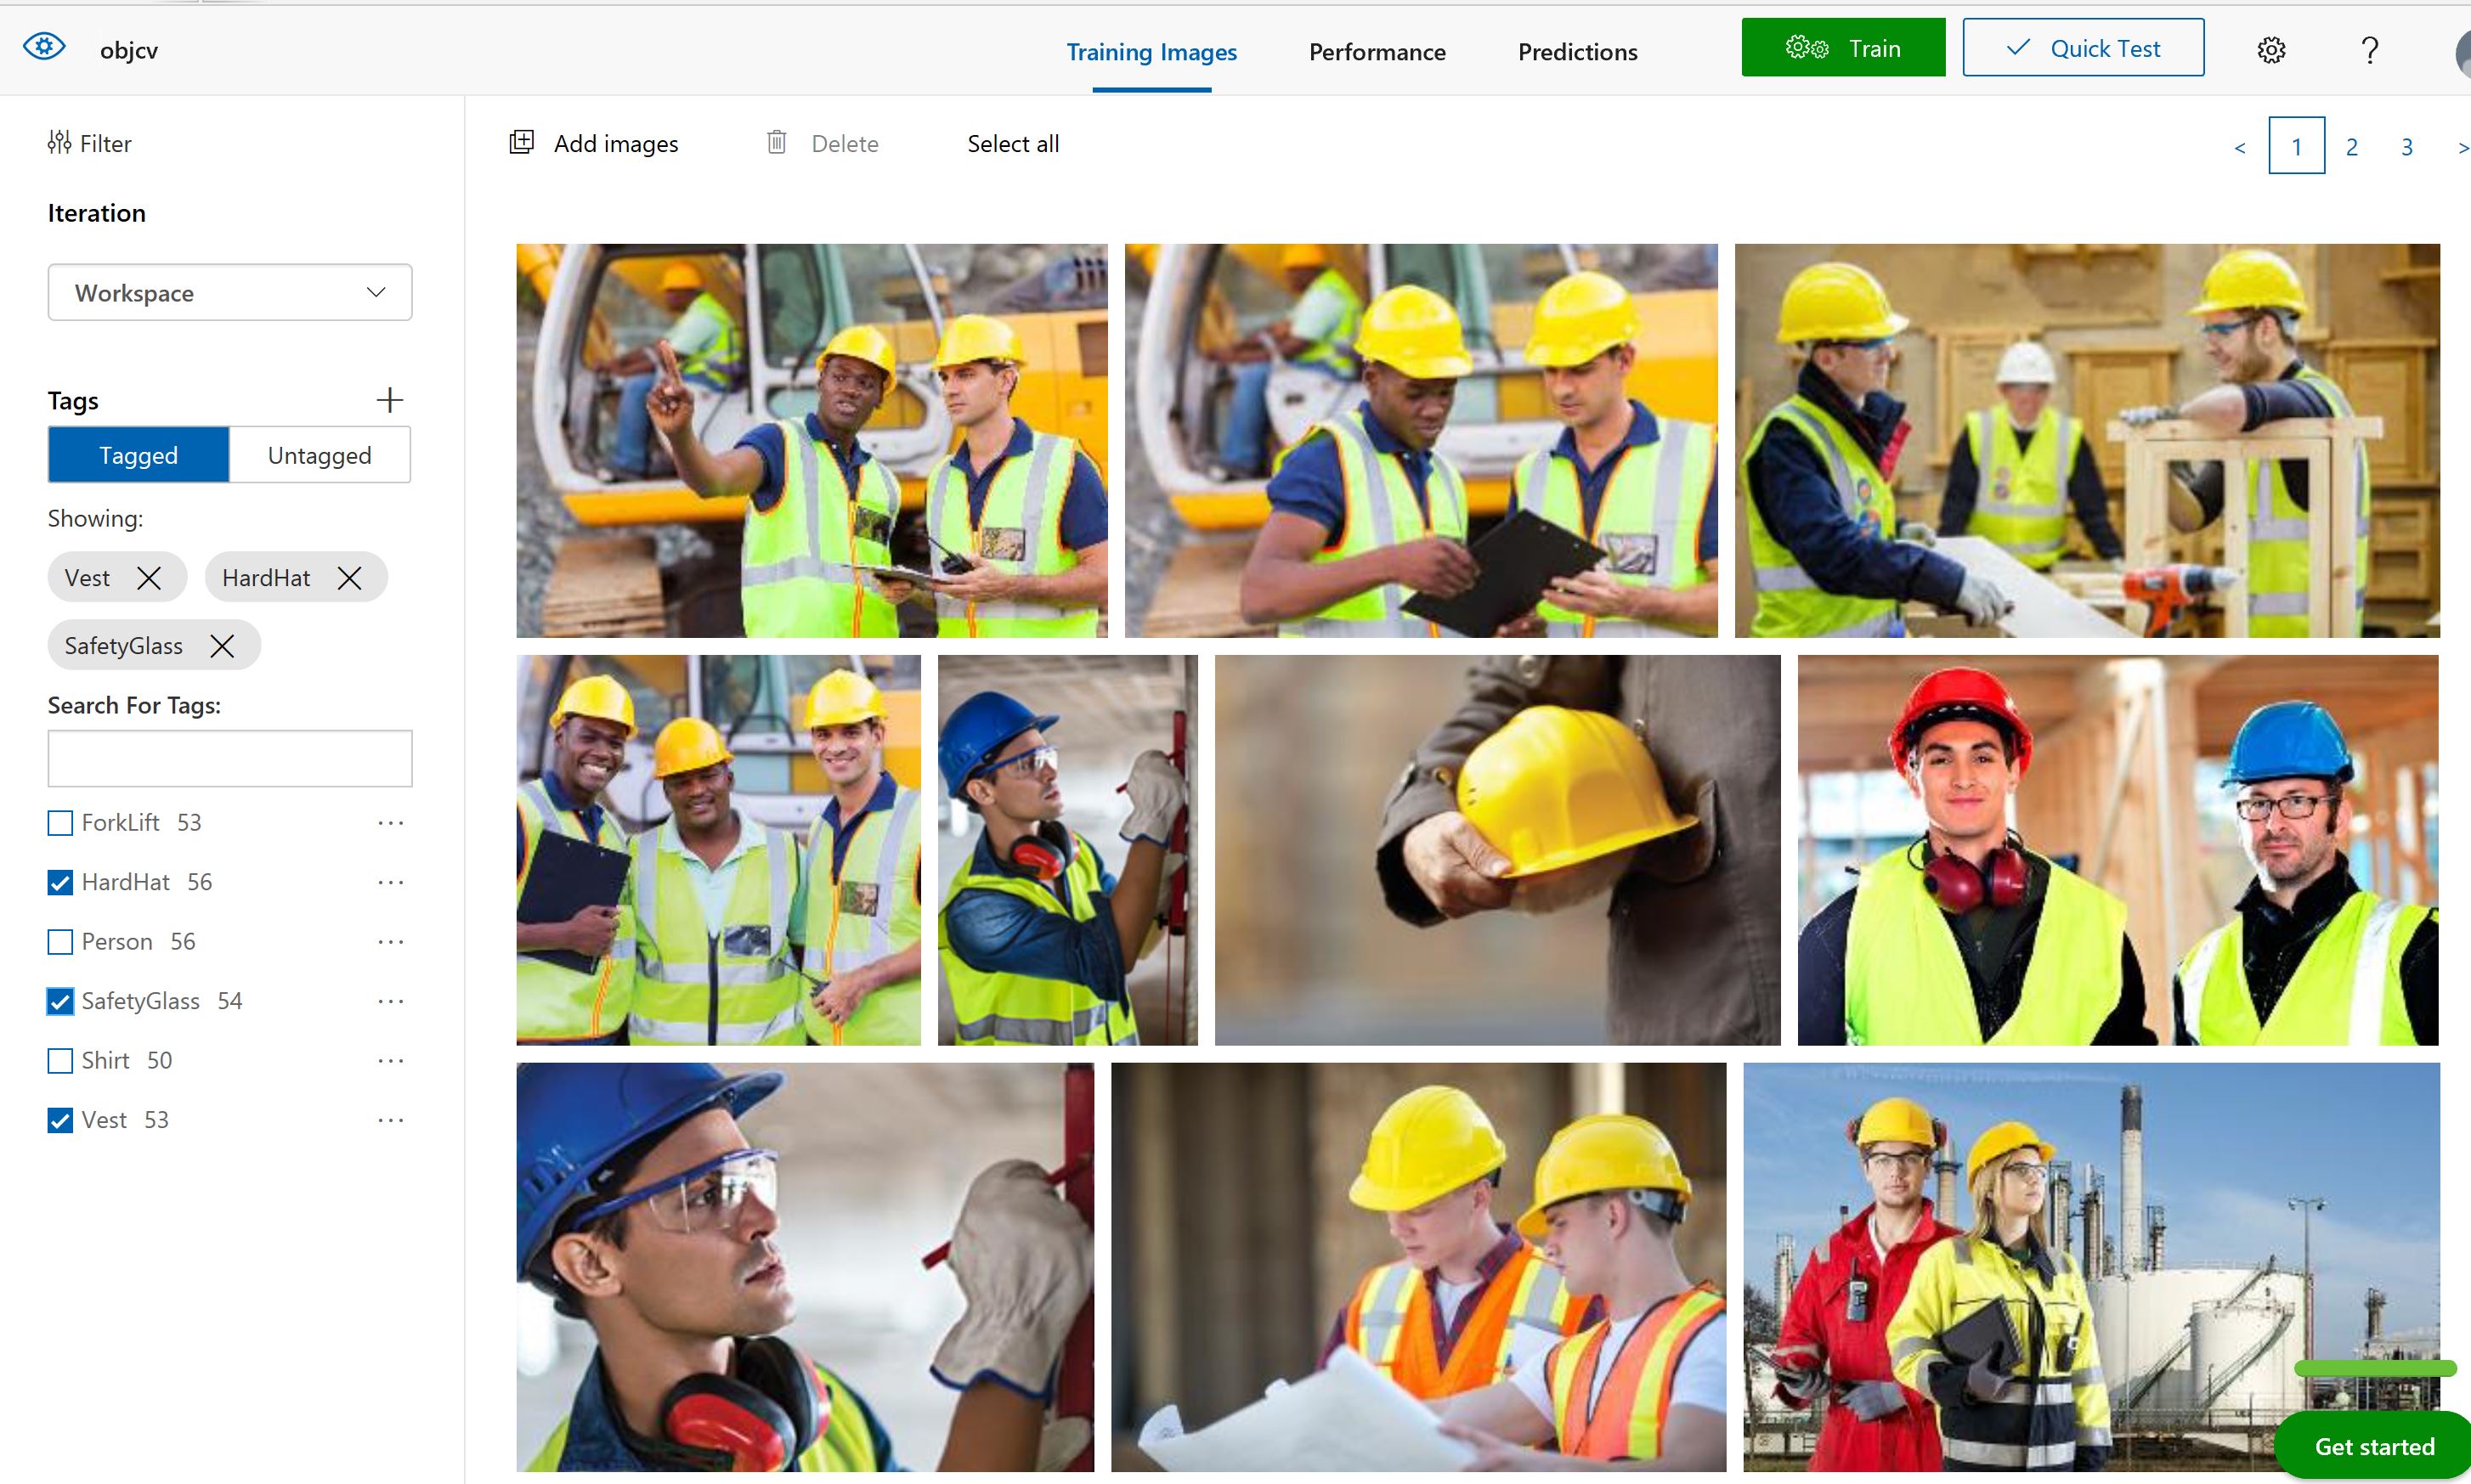 objcv
Training Images
Performance
Predictions
Train
Quick Test
?
Filter
Add images
Delete
Select all
< 1 2 3 >
Iteration
Workspace
Tags
Tagged
Untagged
Showing:
Vest
HardHat
SafetyGlass
Search For Tags:
ForkLift 53 ...
HardHat 56 ...
Person 56 ...
SafetyGlass 54 ...
Shirt 50 ...
Vest 53 ...
Get started